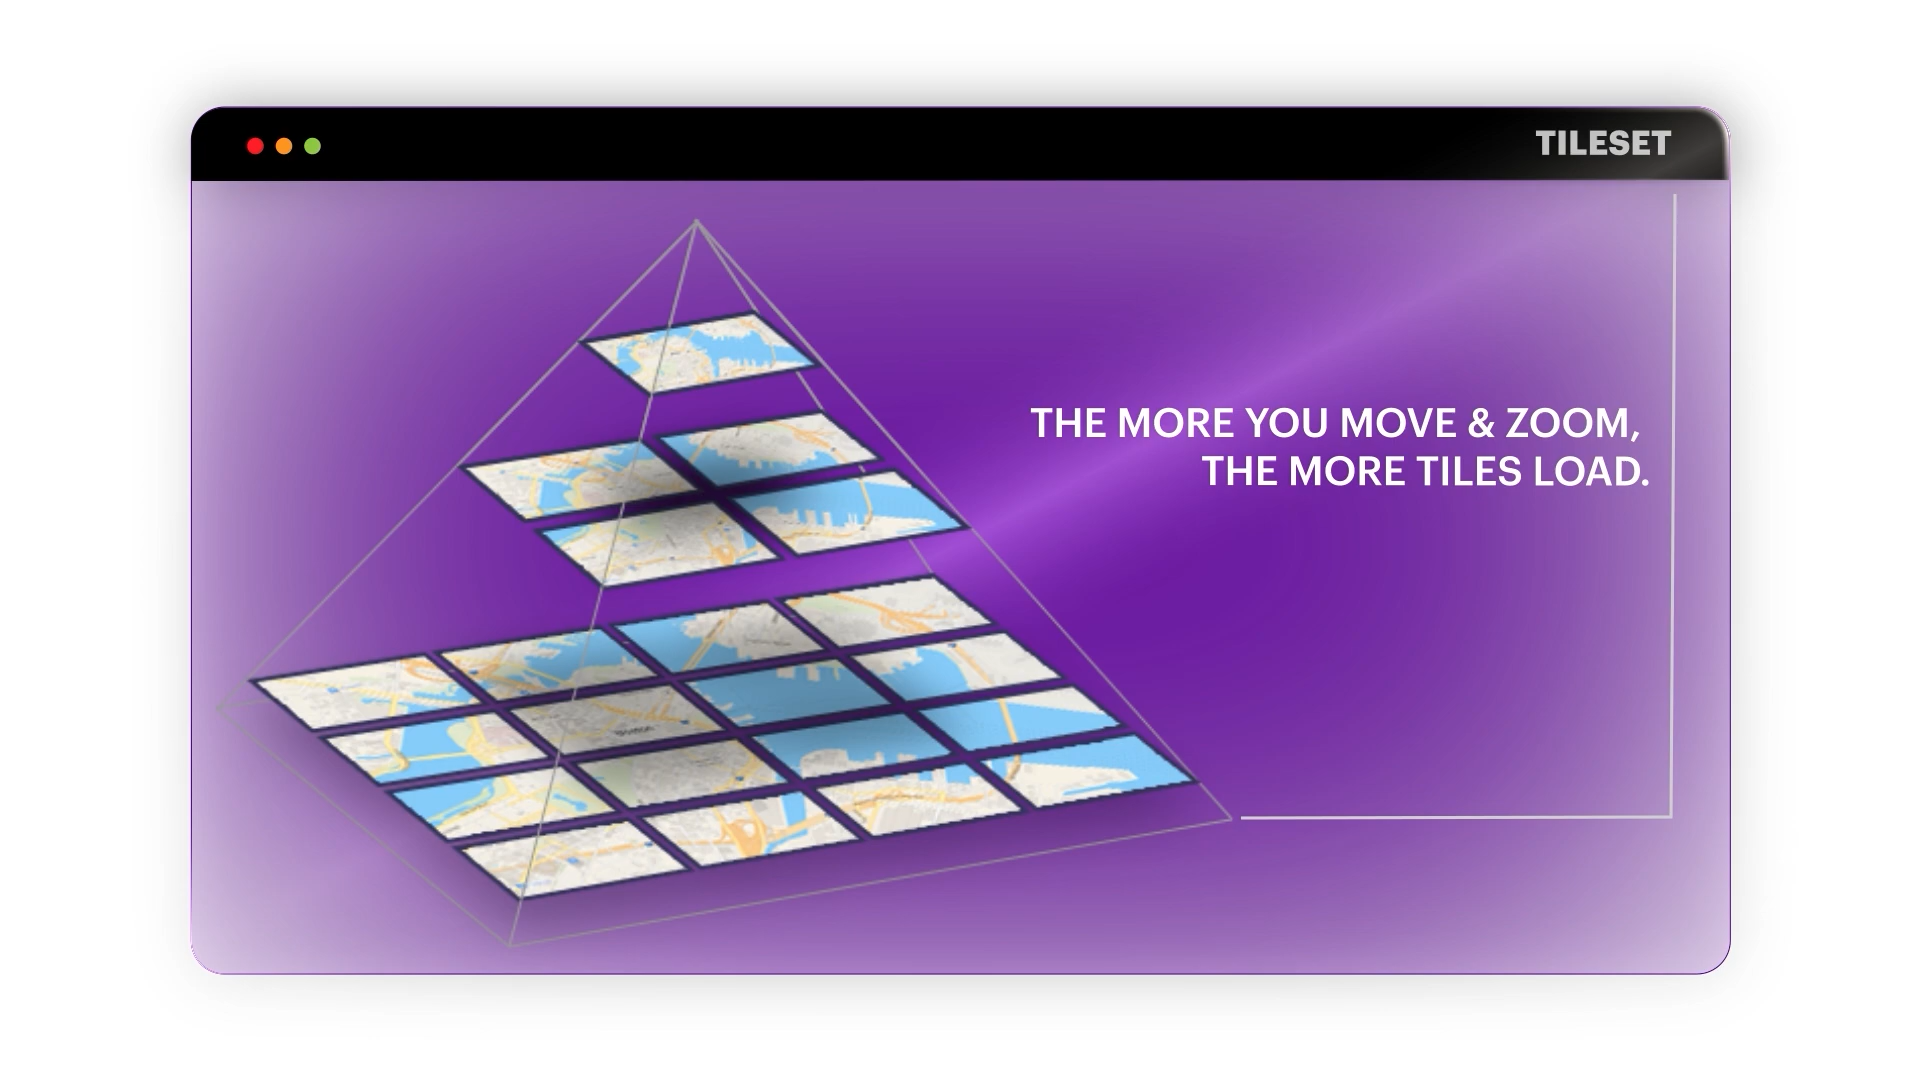 TILESET
THE MORE YOU MOVE & ZOOM,
THE MORE TILES LOAD.